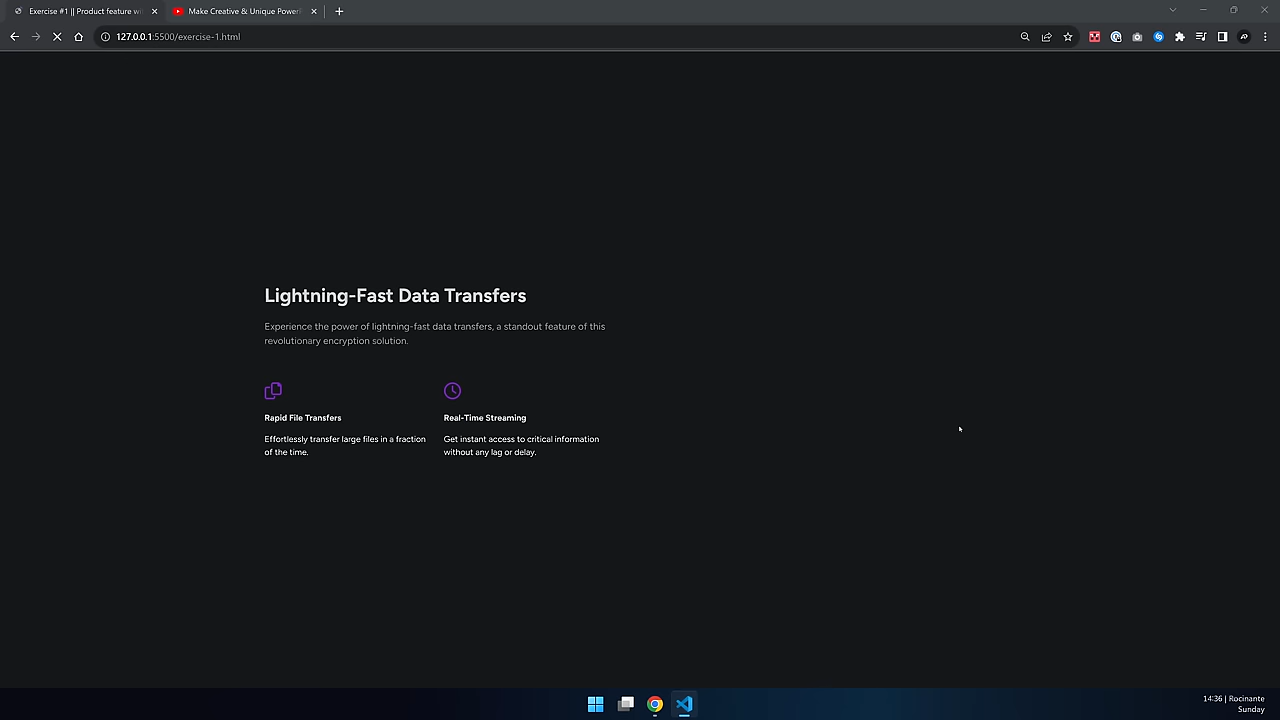 Exercise #1 || Product feature wi
Make Creative & Unique PowerP
127.0.0.1:5500/exercise-1.html
Lightning-Fast Data Transfers
Experience the power of lightning-fast data transfers, a standout feature of this
revolutionary encryption solution.
Rapid File Transfers
Effortlessly transfer large files in a fraction
of the time.
Real-Time Streaming
Get instant access to critical information
without any lag or delay.
14:36 | Rocinante
Sunday